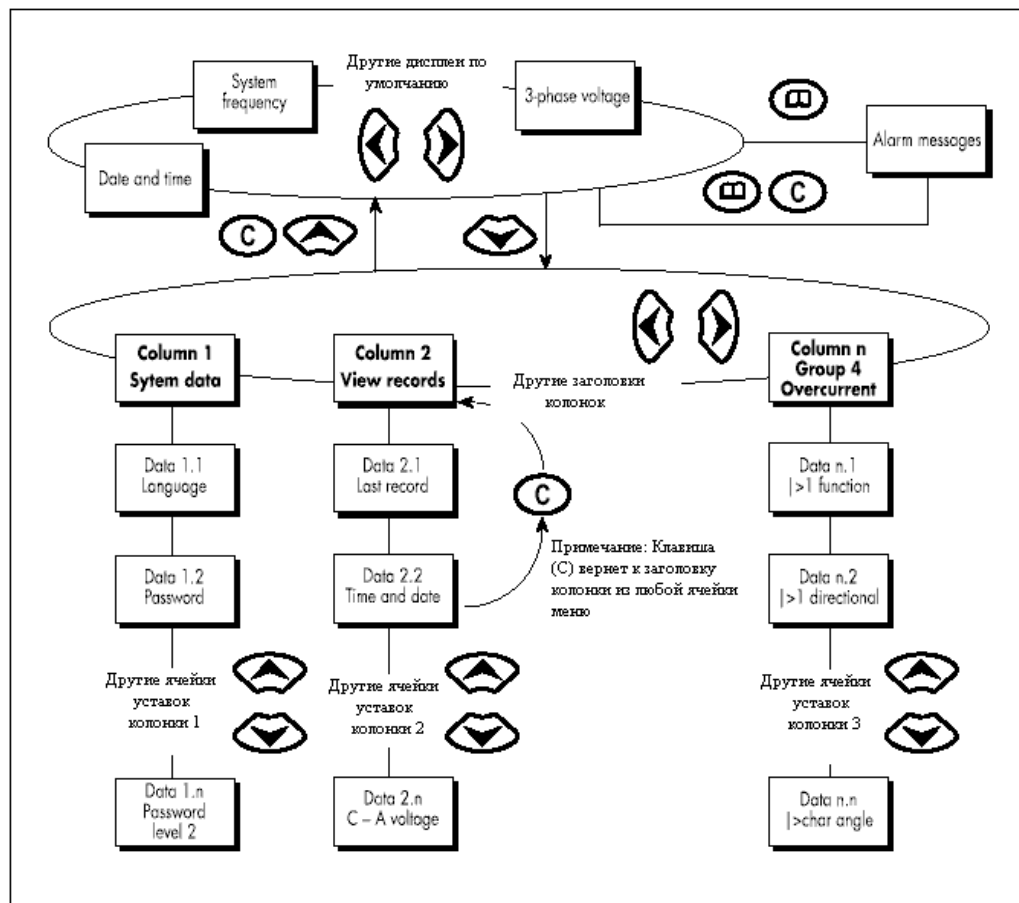 Другие дисплеи по
умолчанию
System
frequency
3-phase voltage
Date and time
Alarm messages
C
C
Column 1
Sytem data
Column 2
View records
Column n
Group 4
Overcurrent
Другие заголовки
колонок
Data 1.1
Language
Data 2.1
Last record
C
Data n.1
|>1 function
Примечание: Клавиша
(C) вернет к заголовку
колонки из любой ячейки
меню
Data 1.2
Password
Data 2.2
Time and date
Data n.2
|>1 directional
Другие ячейки
уставок
колонки 1
Другие ячейки
уставок
колонки 2
Другие ячейки
уставок
колонки 3
Data 1.n
Password
level 2
Data 2.n
C – A voltage
Data n.n
|>char angle